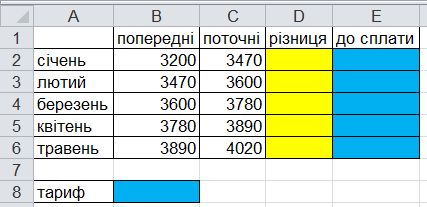 A B C D E
1 попередні поточні різниця до сплати
2 січень 3200 3470
3 лютий 3470 3600
4 березень 3600 3780
5 квітень 3780 3890
6 травень 3890 4020
7
8 тариф